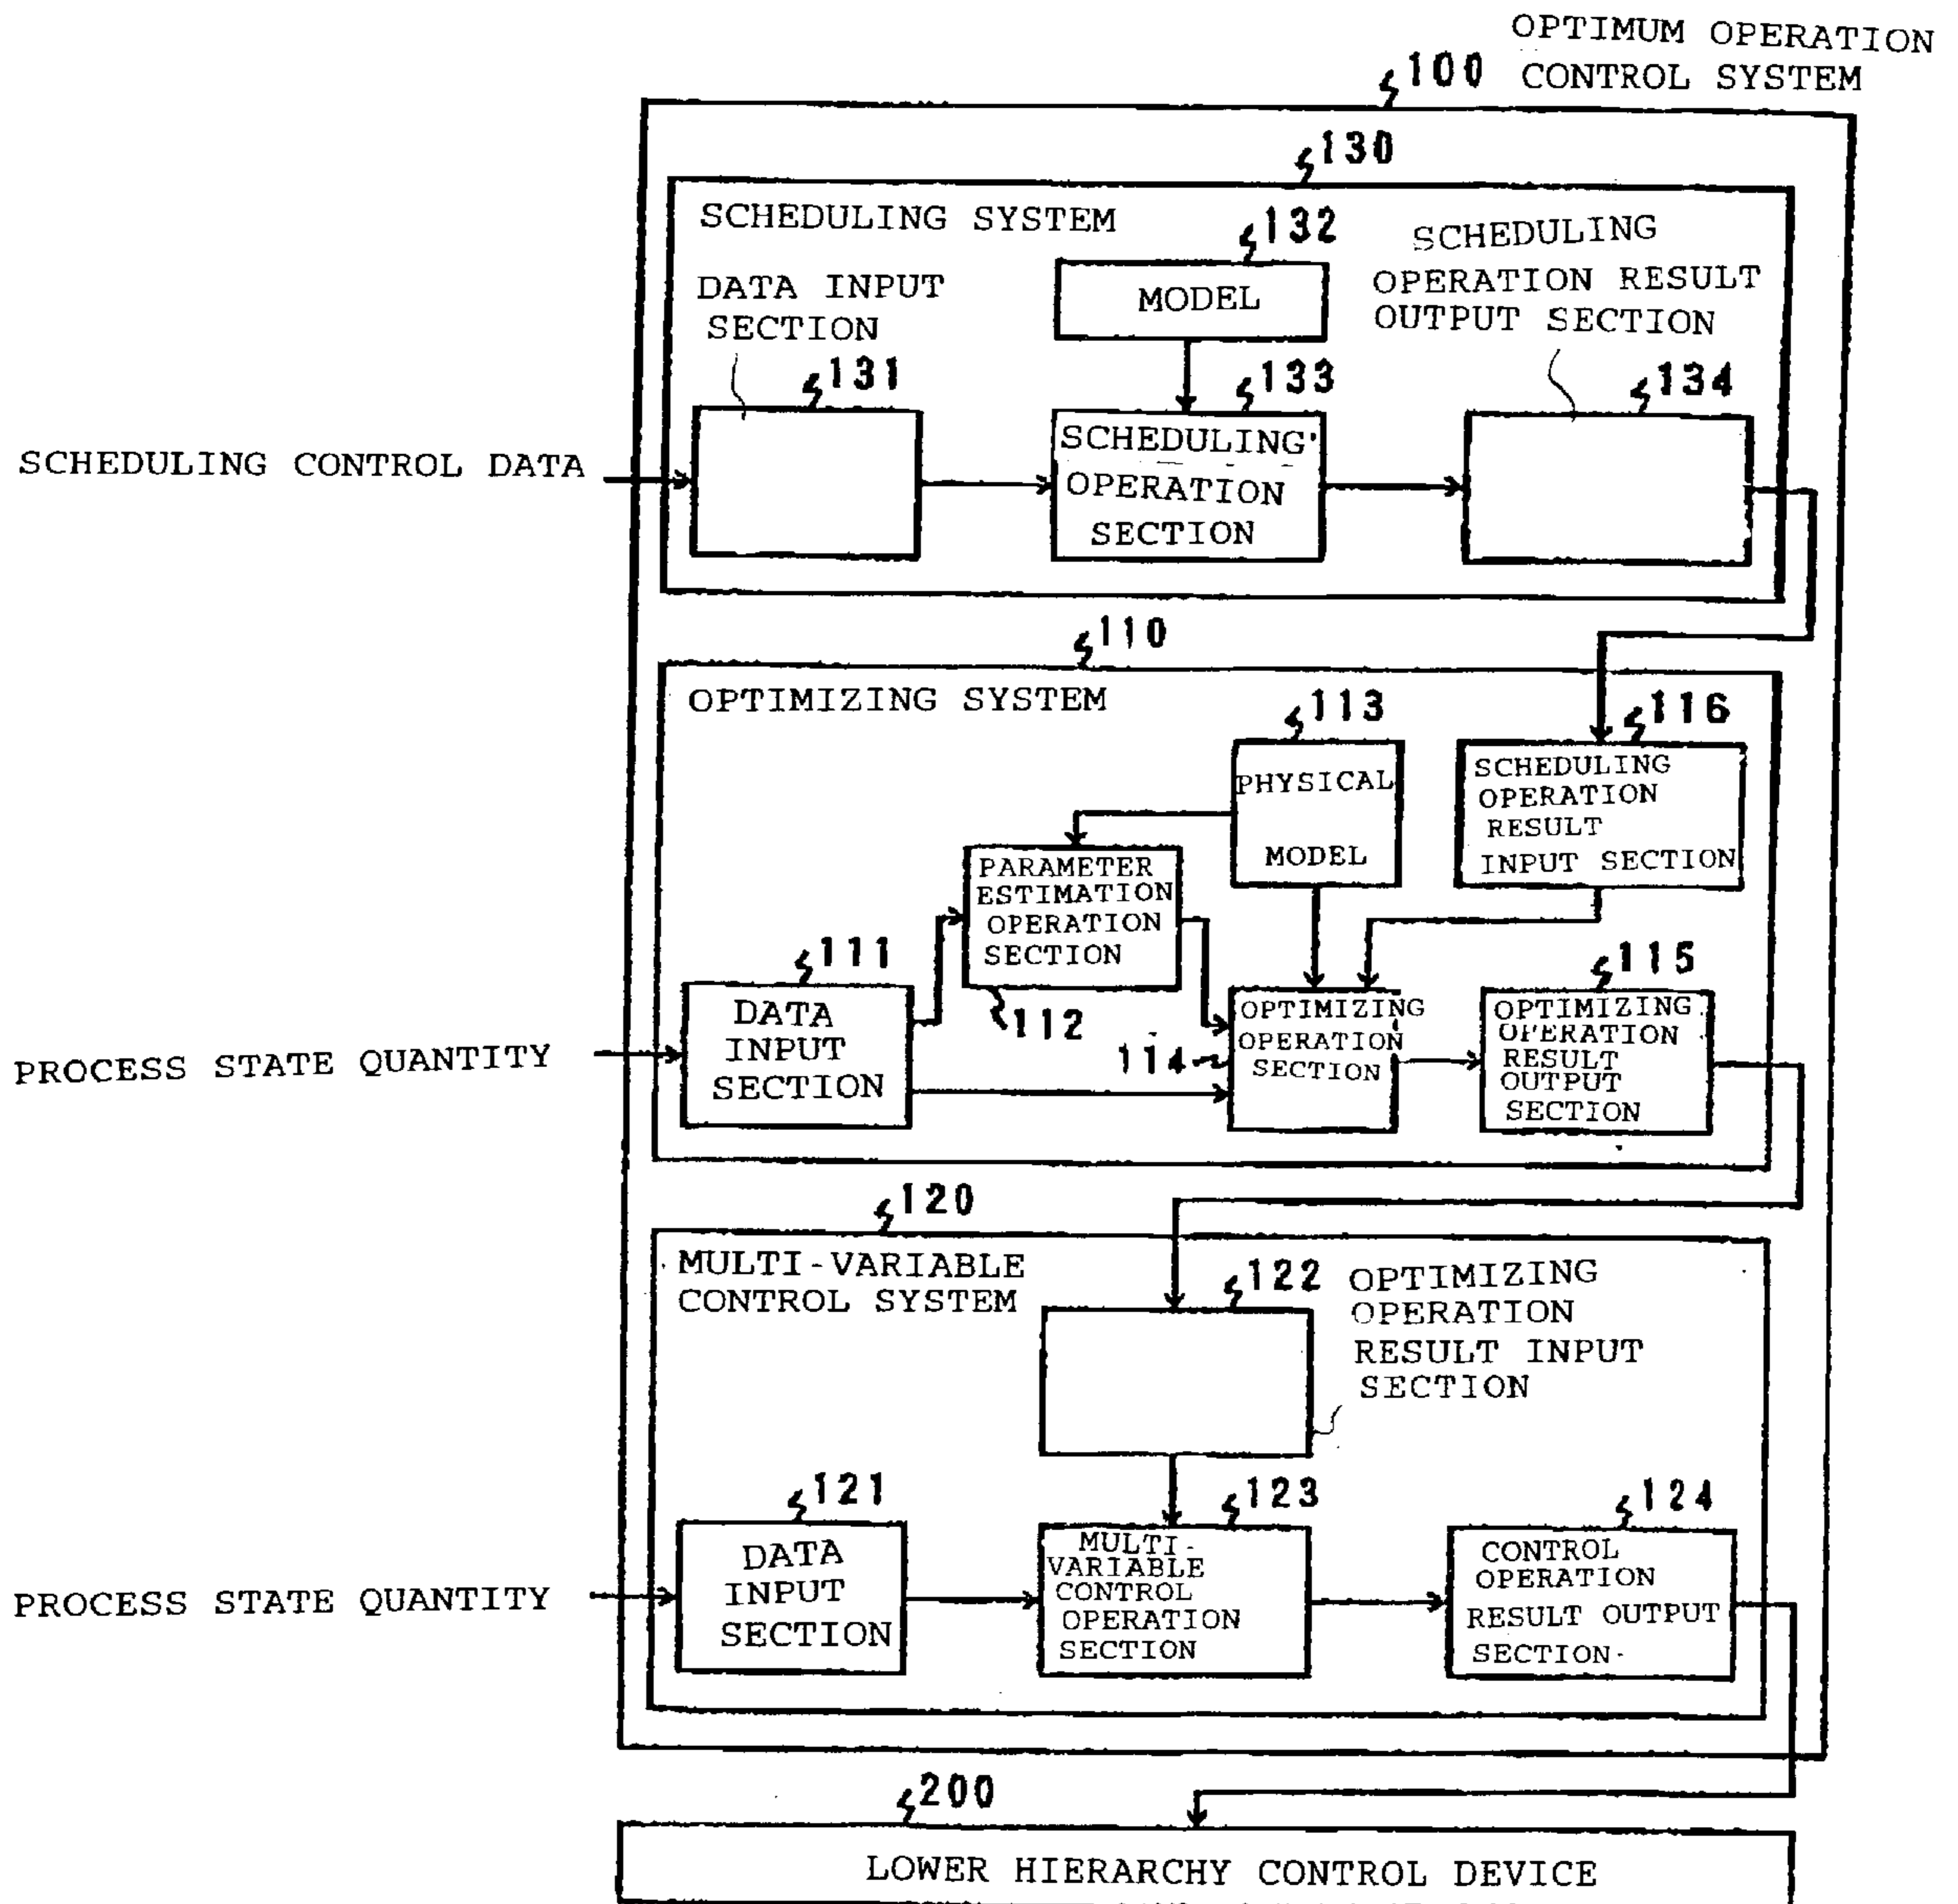 OPTIMUM OPERATION
100 CONTROL SYSTEM
130
SCHEDULING SYSTEM
132
MODEL
SCHEDULING
OPERATION RESULT
OUTPUT SECTION
DATA INPUT
SECTION
131
133
134
SCHEDULING CONTROL DATA
SCHEDULING
OPERATION
SECTION
110
OPTIMIZING SYSTEM
113
PHYSICAL
MODEL
116
SCHEDULING
OPERATION
RESULT
INPUT SECTION
PARAMETER
ESTIMATION
OPERATION
SECTION
112
111
DATA
INPUT
SECTION
PROCESS STATE QUANTITY
114
OPTIMIZING
OPERATION
SECTION
115
OPTIMIZING
OPERATION
RESULT
OUTPUT
SECTION
120
MULTI-VARIABLE
CONTROL SYSTEM
122
OPTIMIZING
OPERATION
RESULT INPUT
SECTION
121
DATA
INPUT
SECTION
PROCESS STATE QUANTITY
123
MULTI-
VARIABLE
CONTROL
OPERATION
SECTION
124
CONTROL
OPERATION
RESULT OUTPUT
SECTION
200
LOWER HIERARCHY CONTROL DEVICE